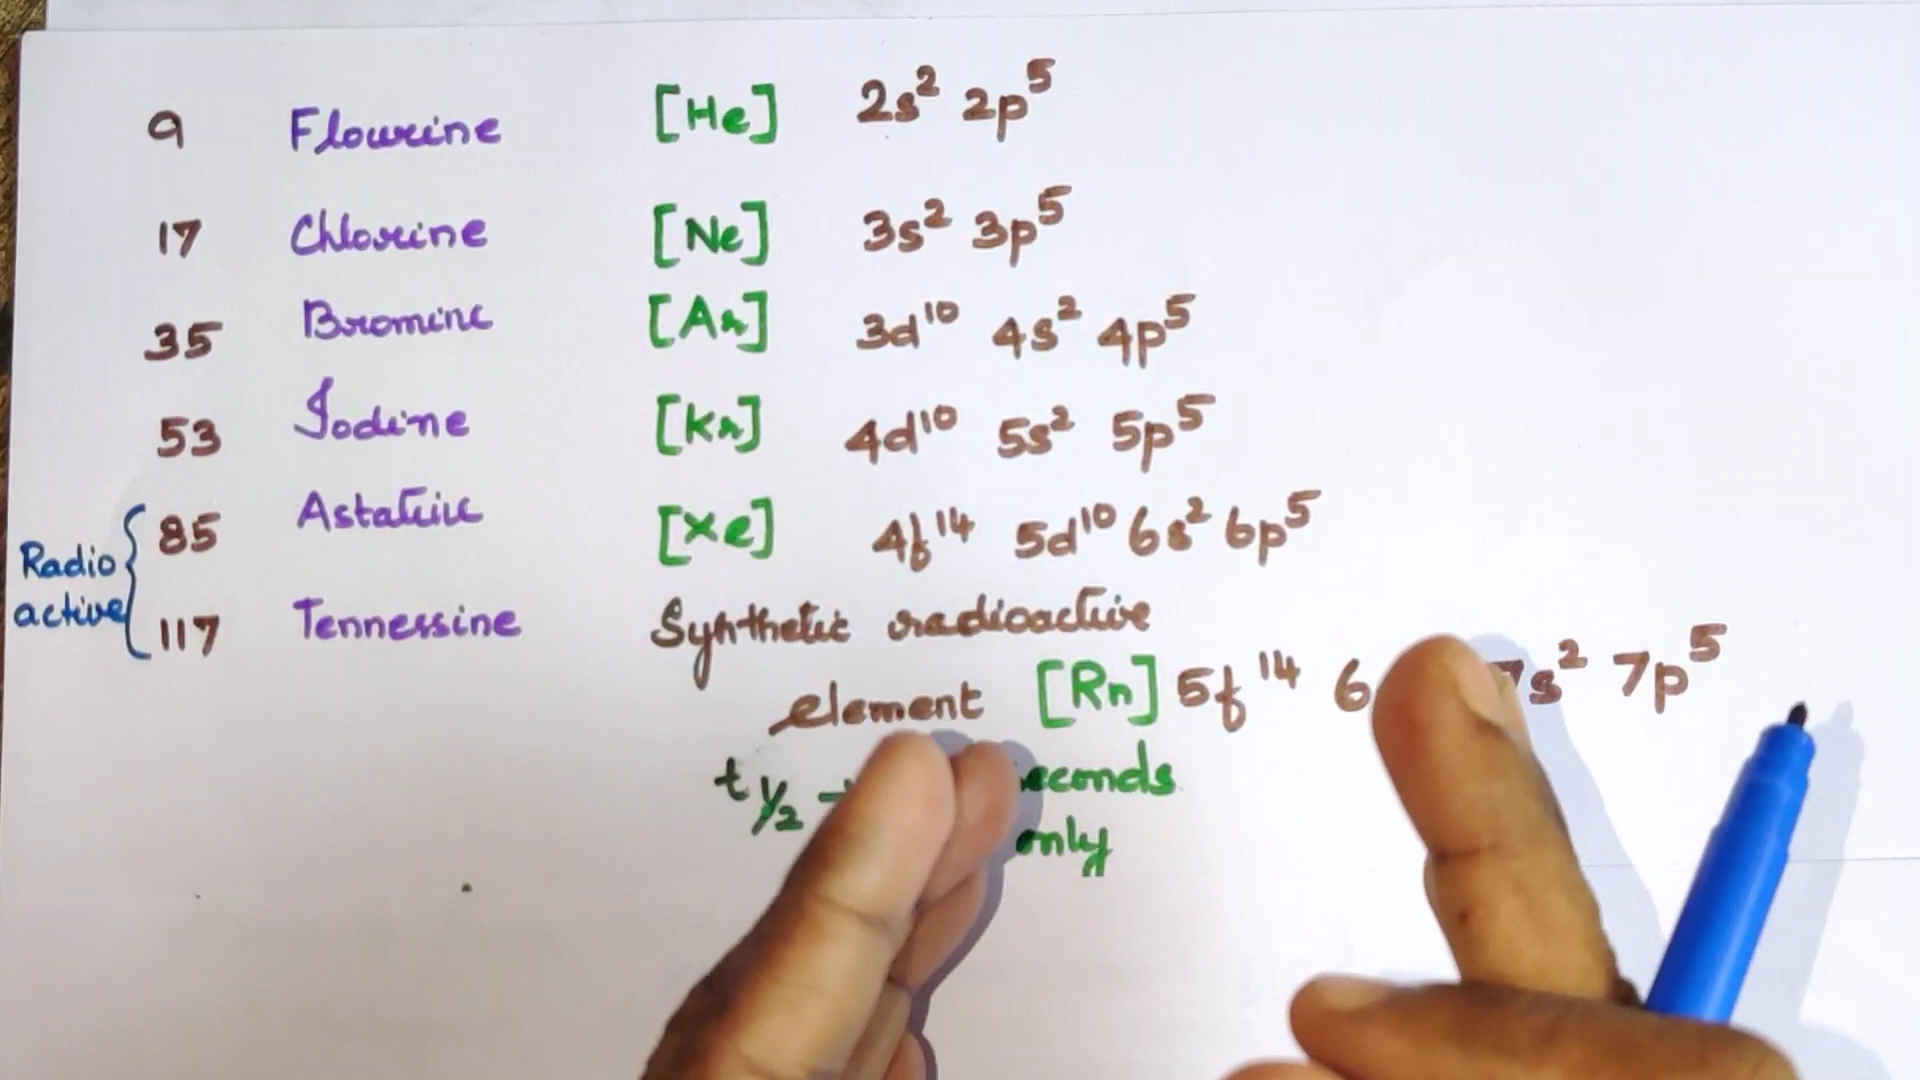 9 Flourine [He] 2s² 2p⁵
17 Chlorine [Ne] 3s² 3p⁵
35 Bromine [Ar] 3d¹⁰ 4s² 4p⁵
53 Iodine [Kr] 4d¹⁰ 5s² 5p⁵
Radio active { 85 Astatine [Xe] 4f¹⁴ 5d¹⁰ 6s² 6p⁵
117 Tennessine Synthetic radioactive
element [Rn] 5f¹⁴ 6 7s² 7p⁵
t½
only